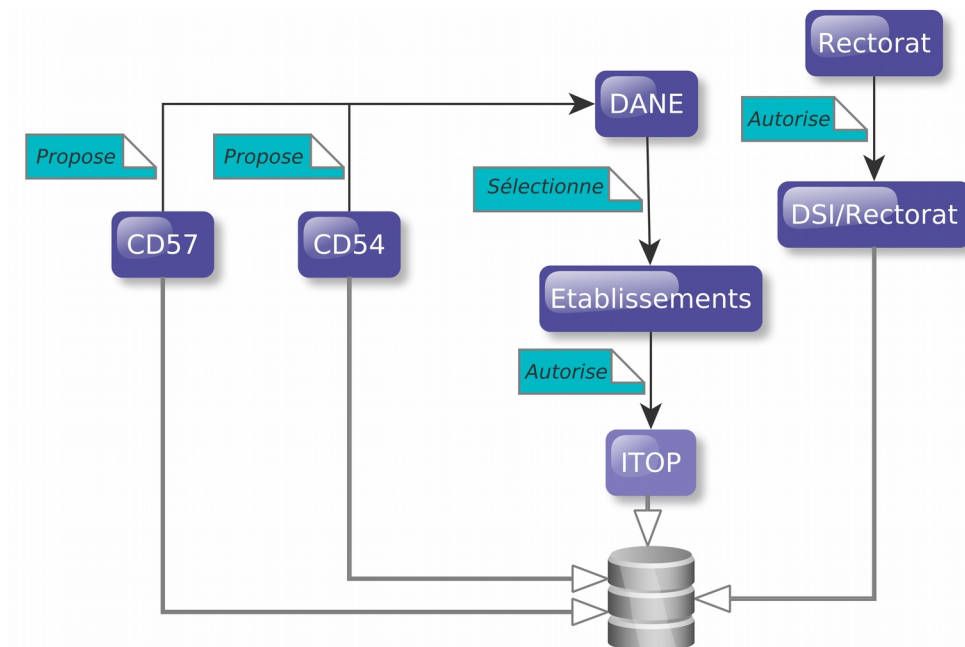 Rectorat
DANE
Autorise
Propose
Propose
Sélectionne
DSI/Rectorat
CD57
CD54
Etablissements
Autorise
ITOP